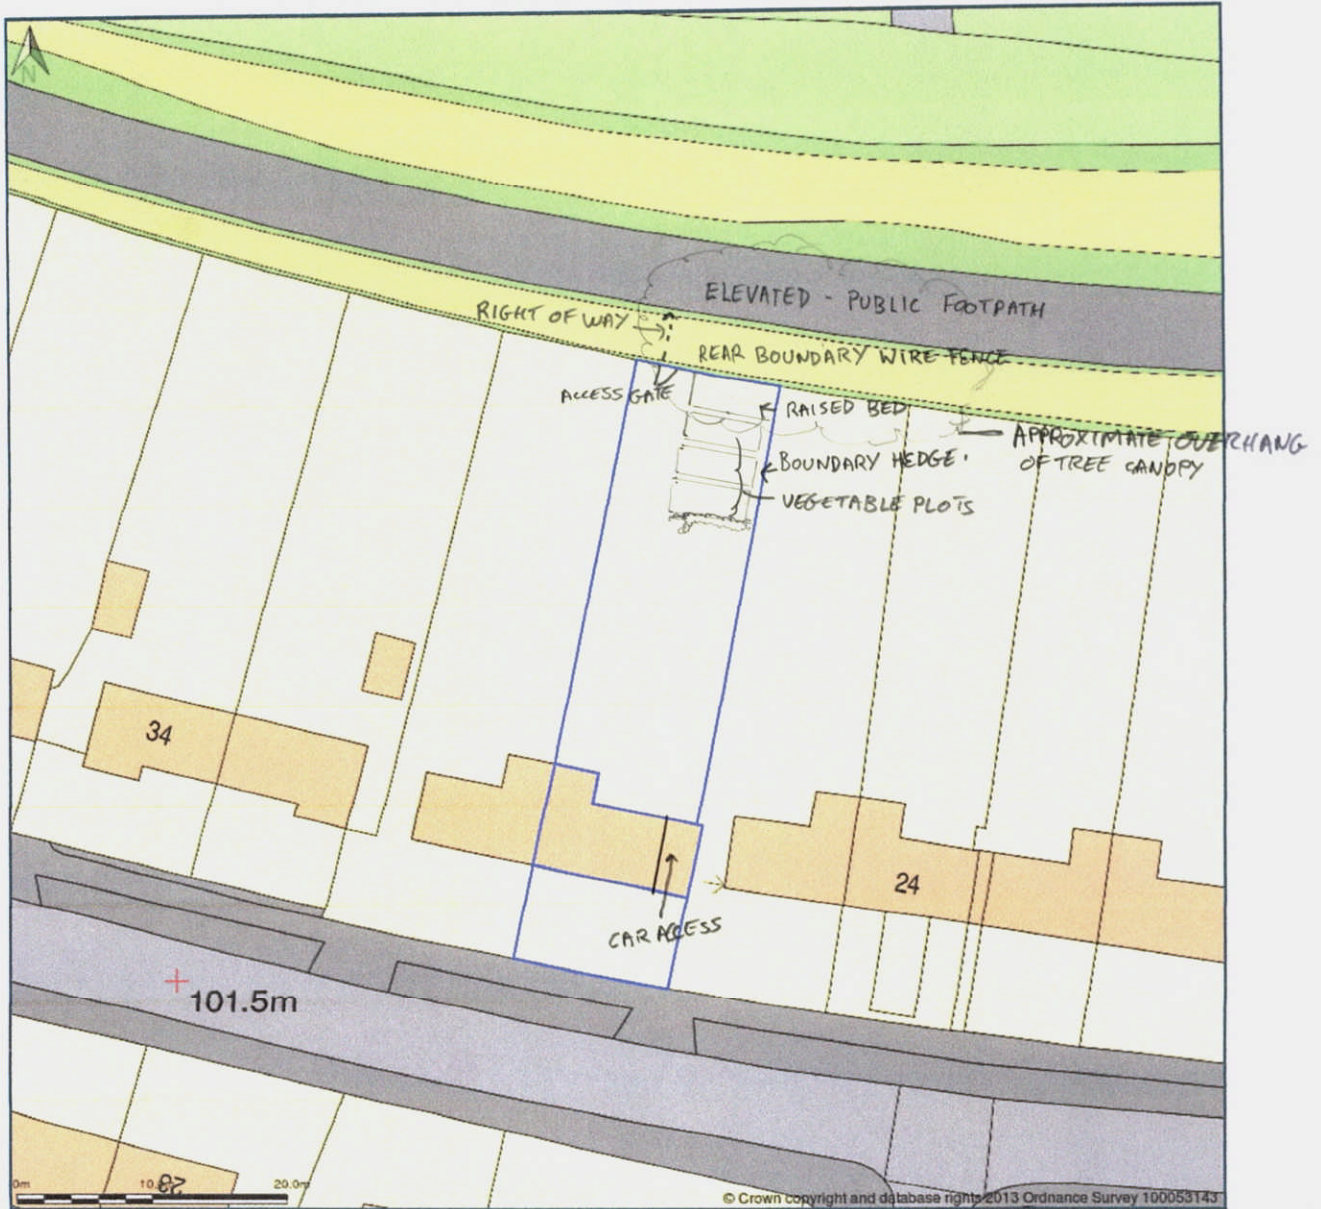 N
ELEVATED - PUBLIC FOOTPATH
RIGHT OF WAY
REAR BOUNDARY WIRE FENCE
ACCESS GATE
RAISED BED
APPROXIMATE OVERHANG
OF TREE CANOPY
BOUNDARY HEDGE.
VEGETABLE PLOTS
34
24
CAR ACCESS
101.5m
28
0m 10.0m 20.0m
© Crown copyright and database rights 2013 Ordnance Survey 100053143